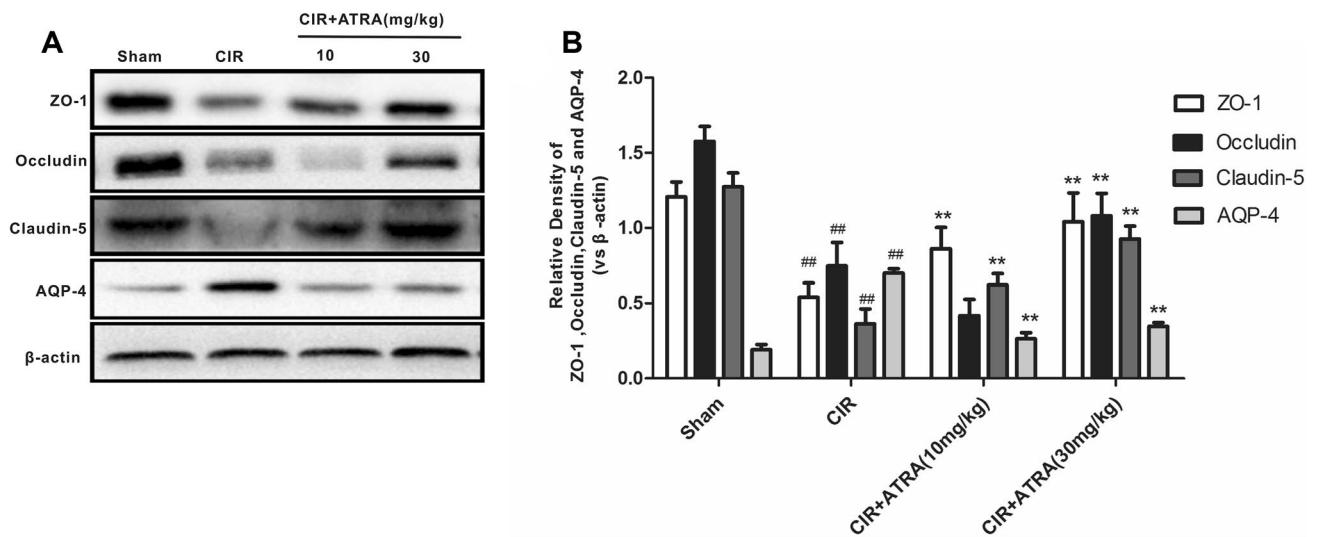 A
CIR+ATRA(mg/kg)
Sham CIR 10 30
ZO-1
Occludin
Claudin-5
AQP-4
β-actin
B
Relative Density of
ZO-1 ,Occludin,Claudin-5 and AQP-4
(vs β -actin)
2.0
1.5
1.0
0.5
0.0
## ## ## ##
** ** **
** ** ** **
Sham
CIR
CIR+ATRA(10mg/kg)
CIR+ATRA(30mg/kg)
ZO-1
Occludin
Claudin-5
AQP-4